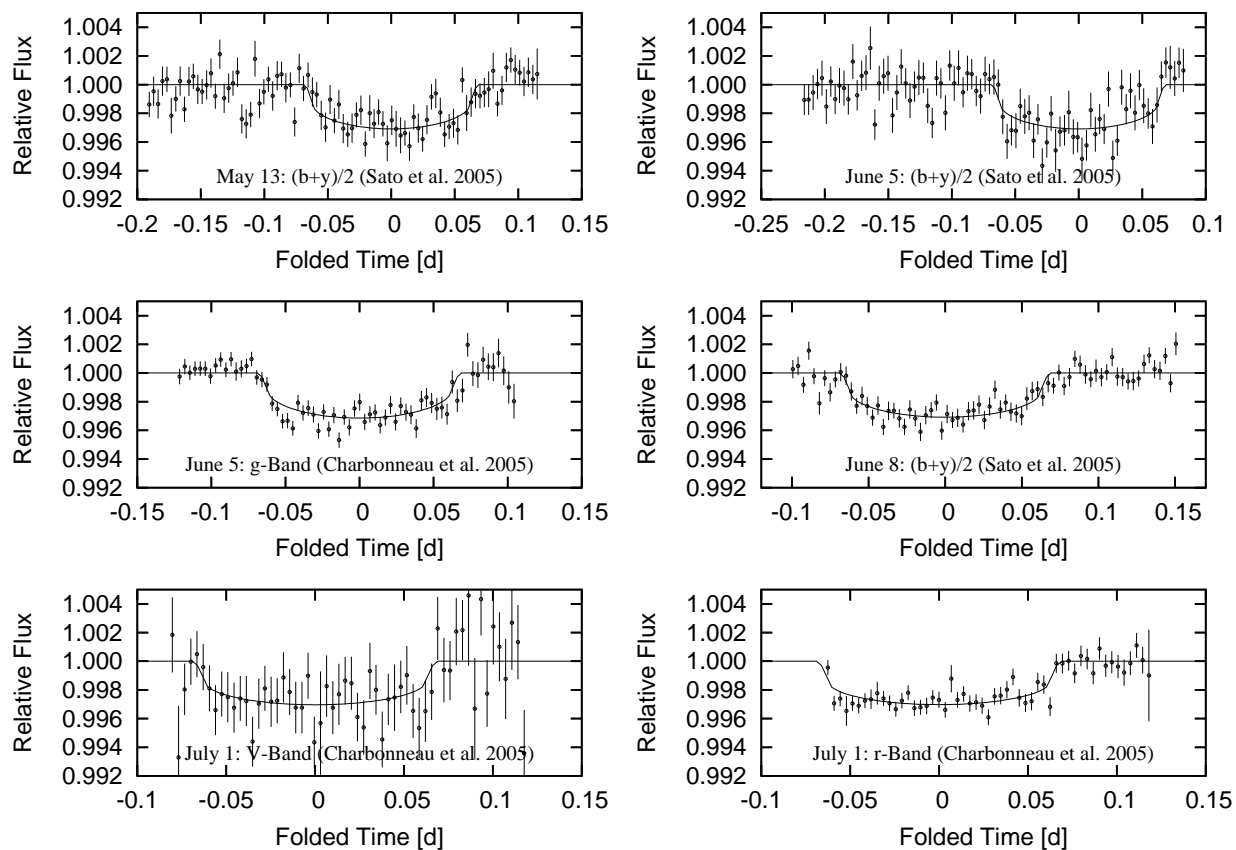 1.004
1.002
1.000
0.998
0.996
0.994
0.992
Relative Flux
May 13: (b+y)/2 (Sato et al. 2005)
-0.2 -0.15 -0.1 -0.05 0 0.05 0.1 0.15
Folded Time [d]
1.004
1.002
1.000
0.998
0.996
0.994
0.992
Relative Flux
June 5: (b+y)/2 (Sato et al. 2005)
-0.25 -0.2 -0.15 -0.1 -0.05 0 0.05 0.1
Folded Time [d]
1.004
1.002
1.000
0.998
0.996
0.994
0.992
Relative Flux
June 5: g-Band (Charbonneau et al. 2005)
-0.15 -0.1 -0.05 0 0.05 0.1 0.15
Folded Time [d]
1.004
1.002
1.000
0.998
0.996
0.994
0.992
Relative Flux
June 8: (b+y)/2 (Sato et al. 2005)
-0.1 -0.05 0 0.05 0.1 0.15
Folded Time [d]
1.004
1.002
1.000
0.998
0.996
0.994
0.992
Relative Flux
July 1: V-Band (Charbonneau et al. 2005)
-0.1 -0.05 0 0.05 0.1 0.15
Folded Time [d]
1.004
1.002
1.000
0.998
0.996
0.994
0.992
Relative Flux
July 1: r-Band (Charbonneau et al. 2005)
-0.1 -0.05 0 0.05 0.1 0.15
Folded Time [d]